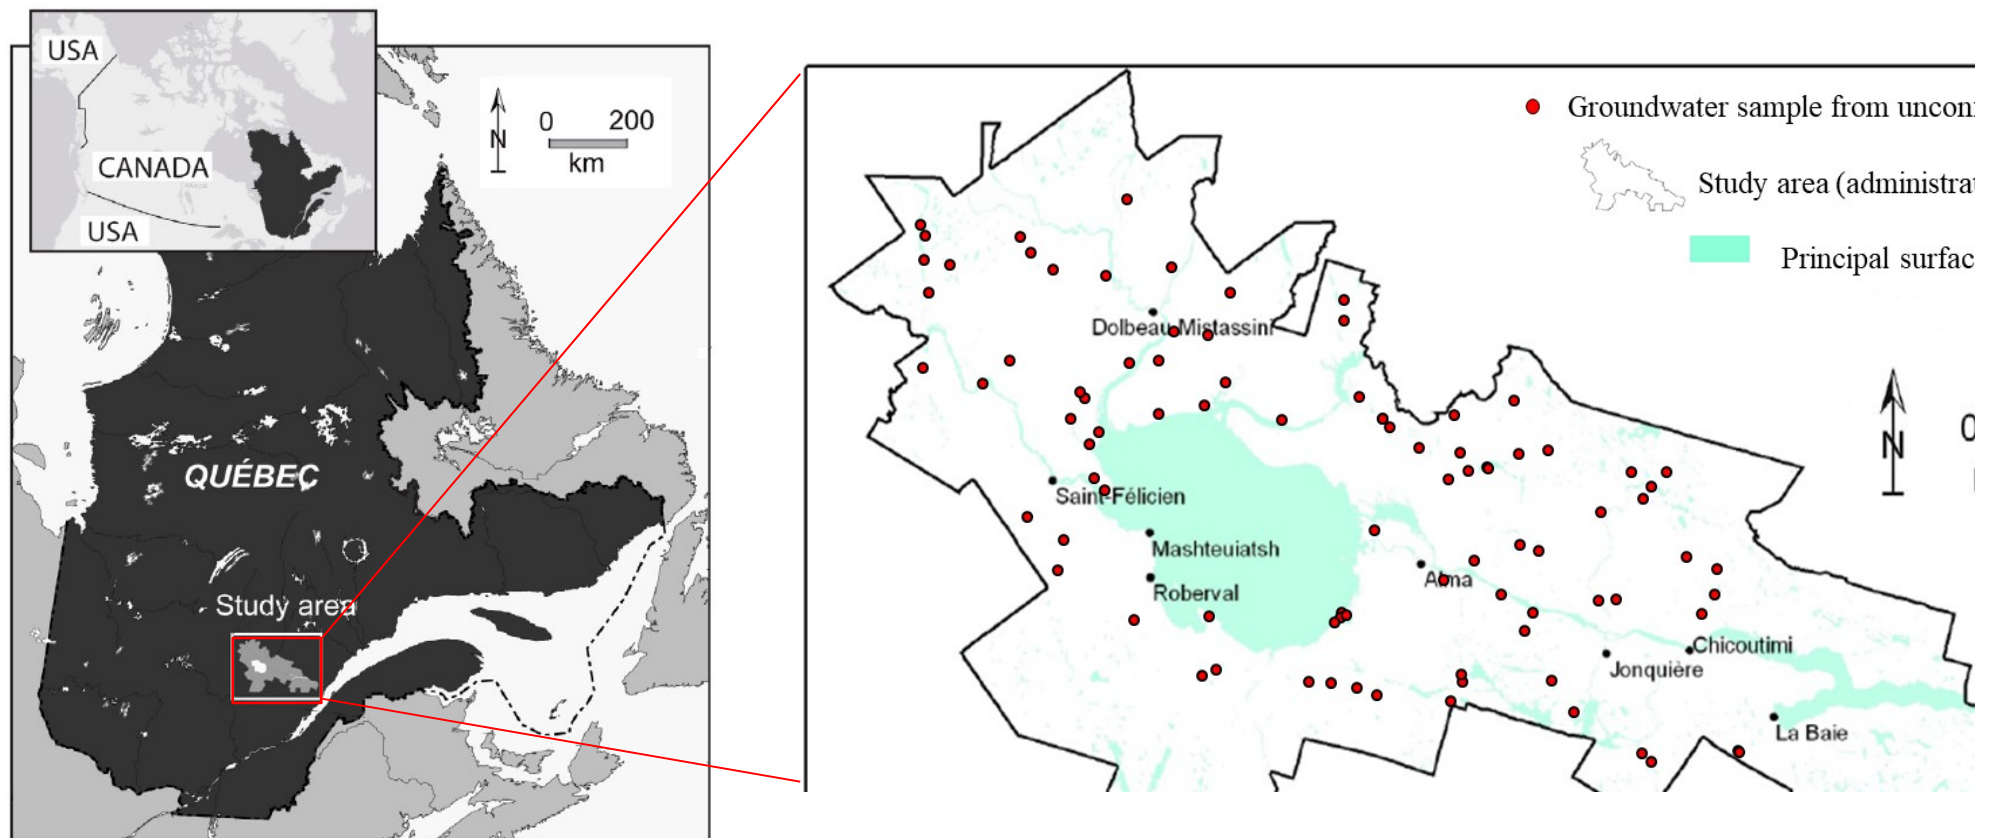 USA
CANADA
USA
N
0 200
km
QUÉBEC
Study area
Groundwater sample from uncon
Study area (administra
Principal surfac
N
Dolbeau-Mistassini
Saint-Félicien
Mashteuiatsh
Roberval
Alma
Chicoutimi
Jonquière
La Baie